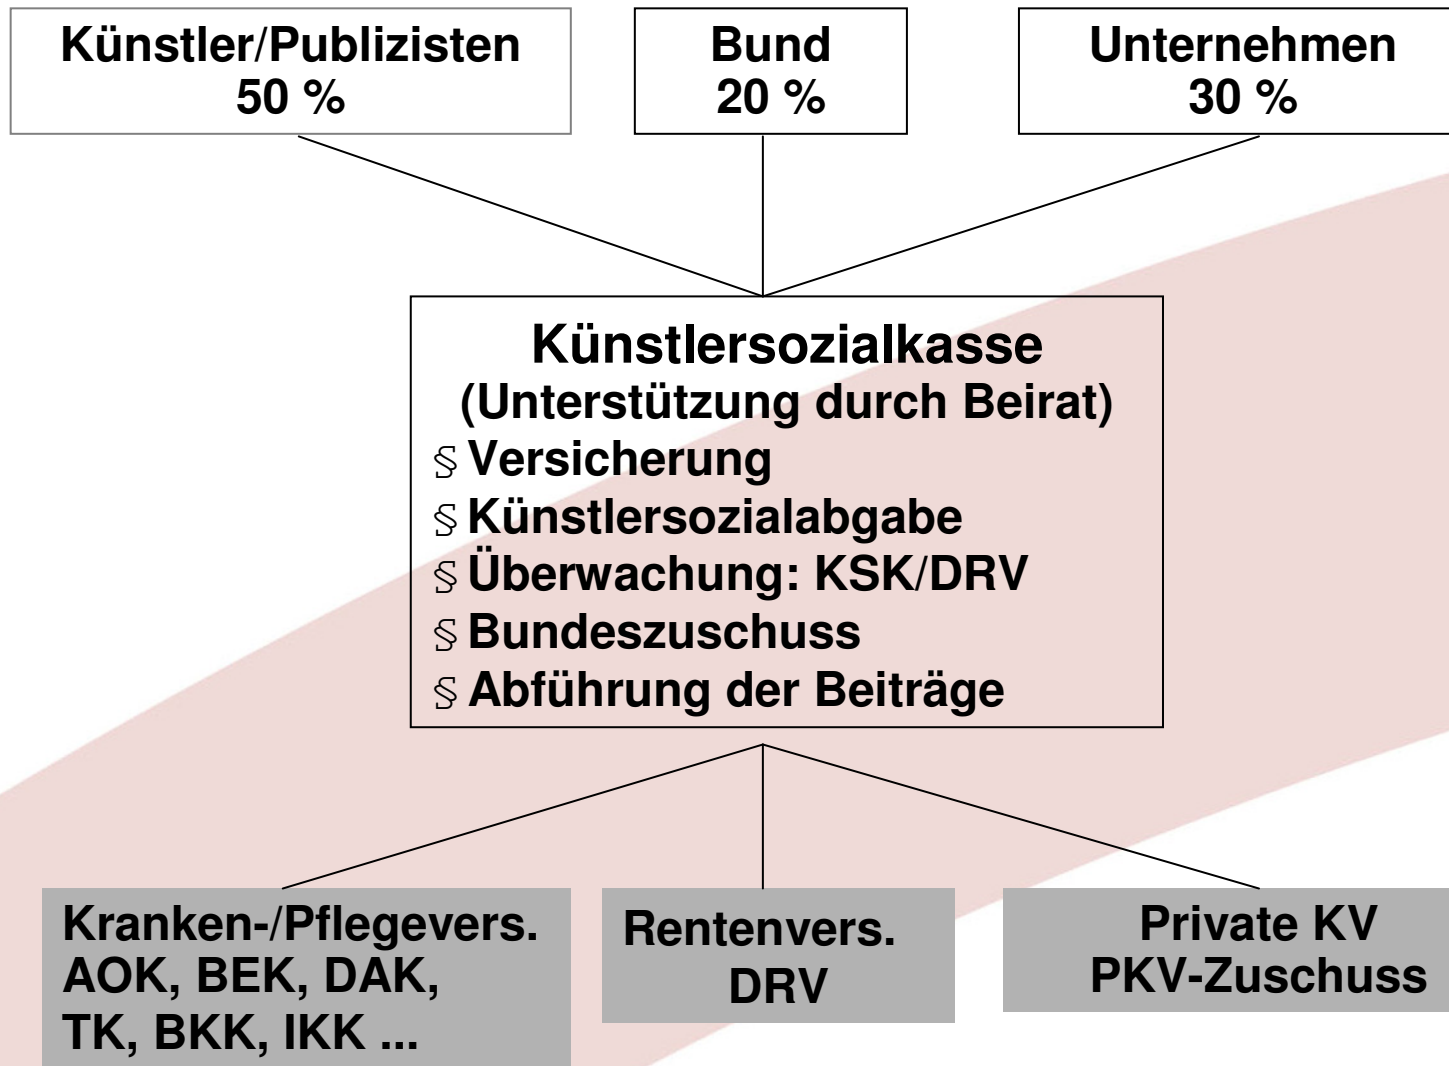 Künstler/Publizisten
50 %
Bund
20 %
Unternehmen
30 %
Künstlersozialkasse
(Unterstützung durch Beirat)
§ Versicherung
§ Künstlersozialabgabe
§ Überwachung: KSK/DRV
§ Bundeszuschuss
§ Abführung der Beiträge
Kranken-/Pflegevers.
AOK, BEK, DAK,
TK, BKK, IKK ...
Rentenvers.
DRV
Private KV
PKV-Zuschuss